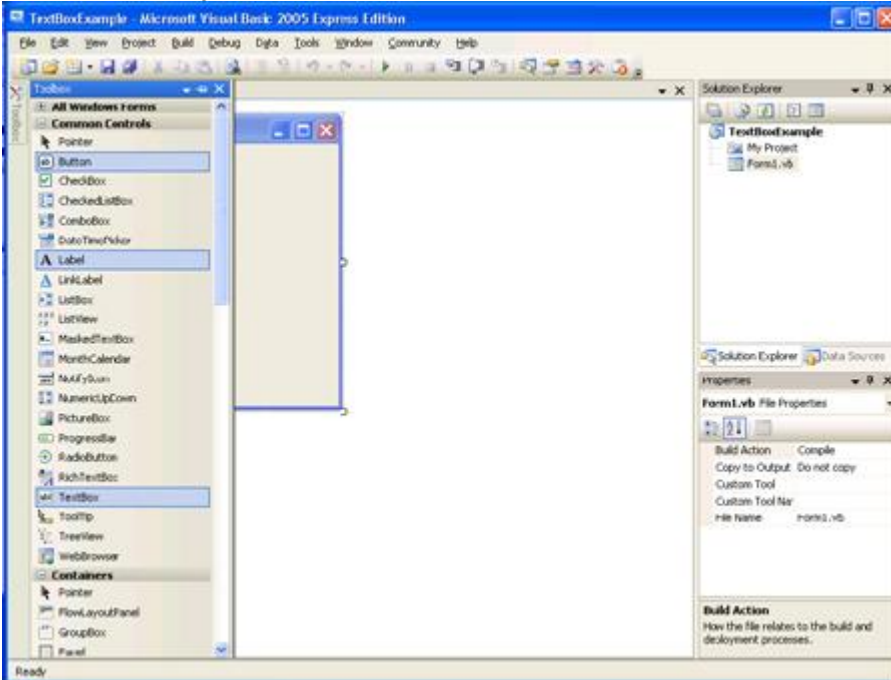 TextBoxExample - Microsoft Visual Basic 2005 Express Edition
File Edit View Project Build Debug Data Tools Window Community Help
Toolbox
Toolbox
All Windows Forms
Common Controls
Pointer
Button
CheckBox
CheckedListBox
ComboBox
DateTimePicker
A Label
A LinkLabel
ListBox
ListView
MaskedTextBox
MonthCalendar
NotifyIcon
NumericUpDown
PictureBox
ProgressBar
RadioButton
RichTextBox
TextBox
ToolTip
TreeView
WebBrowser
Containers
Pointer
FlowLayoutPanel
GroupBox
Panel
Solution Explorer
TextBoxExample
My Project
Form1.vb
Solution Explorer Data Sources
Properties
Form1.vb File Properties
Build Action Compile
Copy to Output Do not copy
Custom Tool
Custom Tool Nar
File Name Form1.vb
Build Action
How the file relates to the build and
deployment processes.
Ready